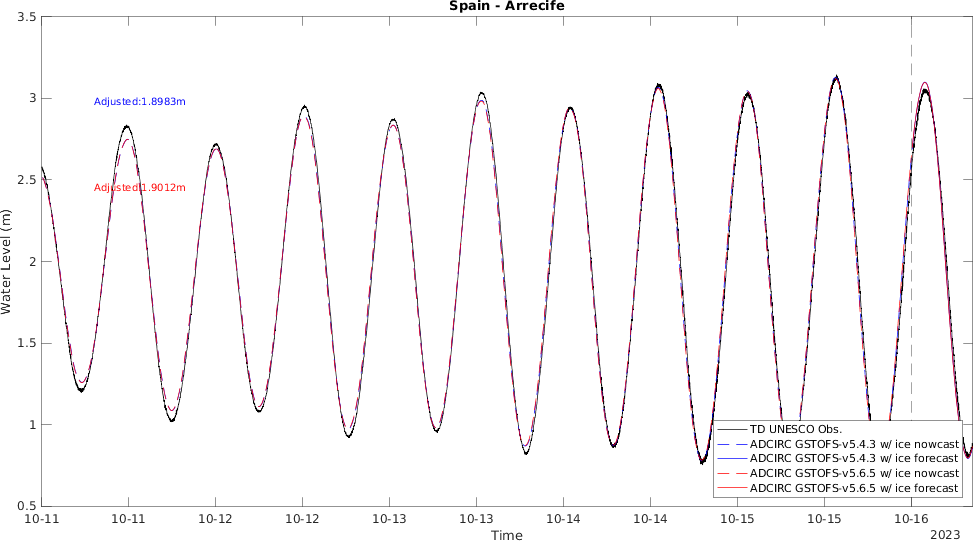 Spain - Arrecife
3.5
3
2.5
2
1.5
1
0.5
Water Level (m)
Adjusted:1.8983m
Adjusted:1.9012m
TD UNESCO Obs.
ADCIRC GSTOFS-v5.4.3 w/ ice nowcast
ADCIRC GSTOFS-v5.4.3 w/ ice forecast
ADCIRC GSTOFS-v5.6.5 w/ ice nowcast
ADCIRC GSTOFS-v5.6.5 w/ ice forecast
10-11 10-11 10-12 10-12 10-13 10-13 10-14 10-14 10-15 10-15 10-16
Time
2023